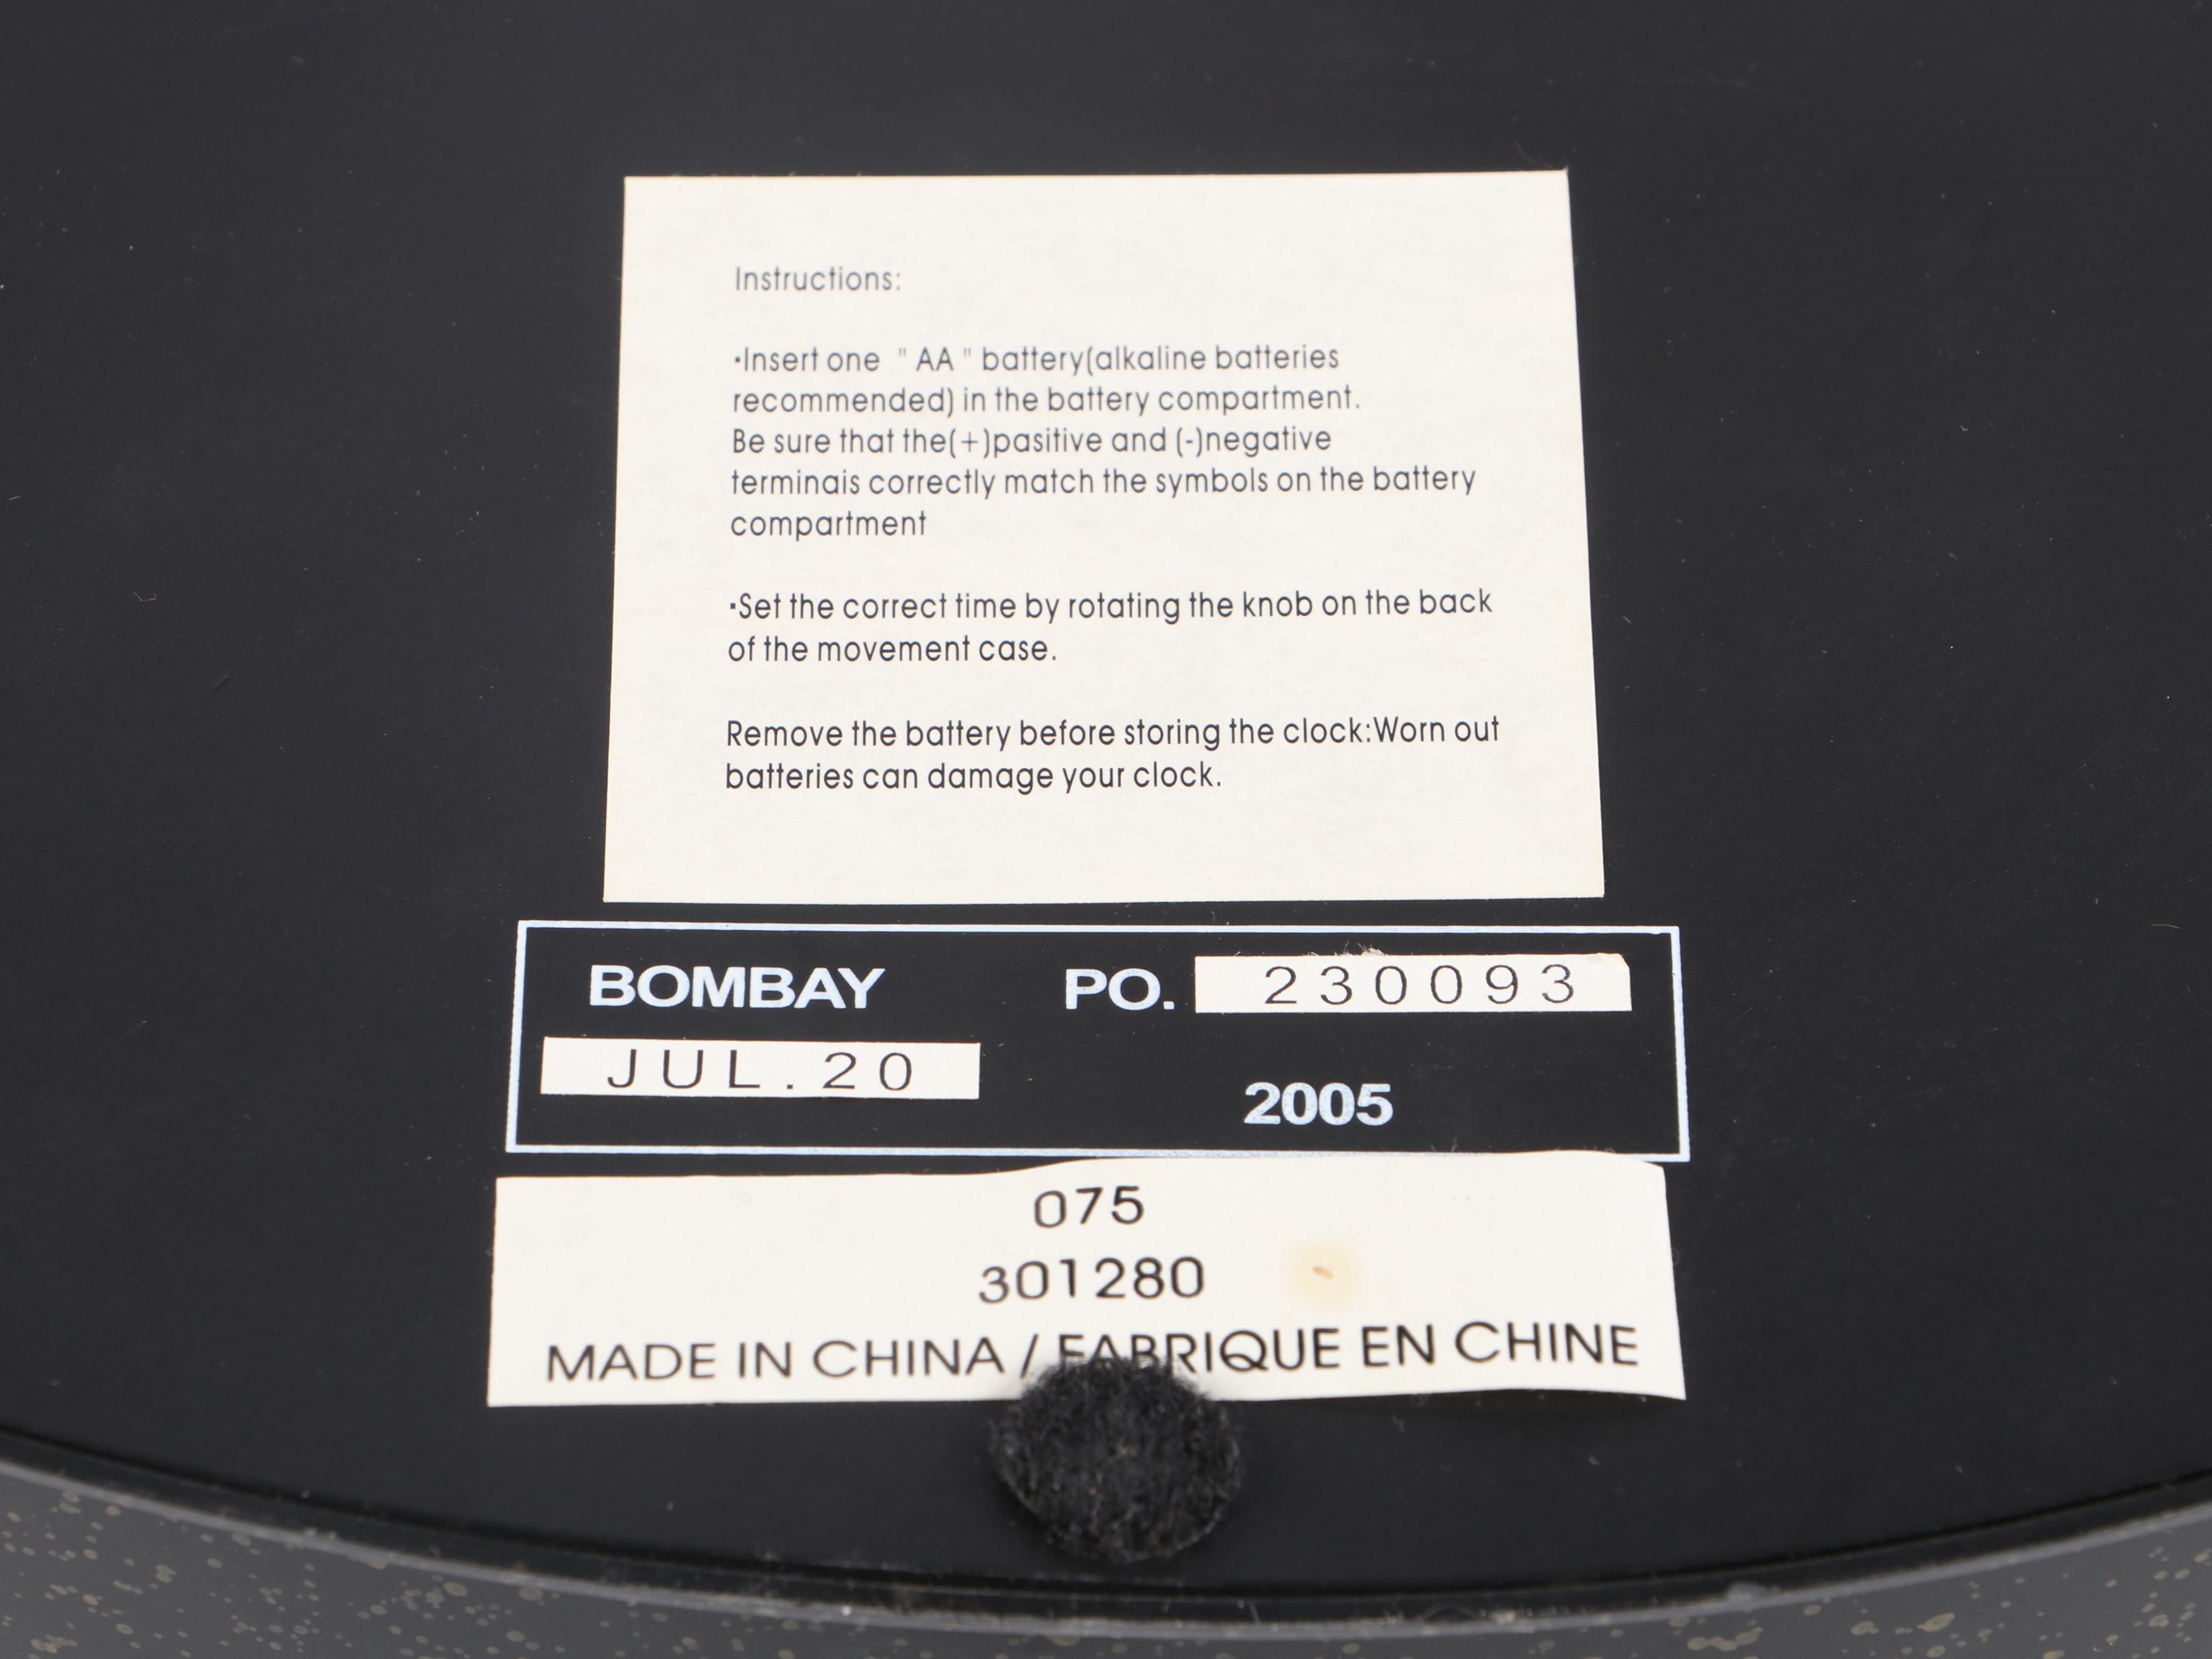 Instructions:
·Insert one " AA " battery(alkaline batteries
recommended) in the battery compartment.
Be sure that the(+)pasitive and (-)negative
terminais correctly match the symbols on the battery
compartment
·Set the correct time by rotating the knob on the back
of the movement case.
Remove the battery before storing the clock:Worn out
batteries can damage your clock.
BOMBAY PO. 230093
JUL.20 2005
075
301280
MADE IN CHINA / FABRIQUE EN CHINE